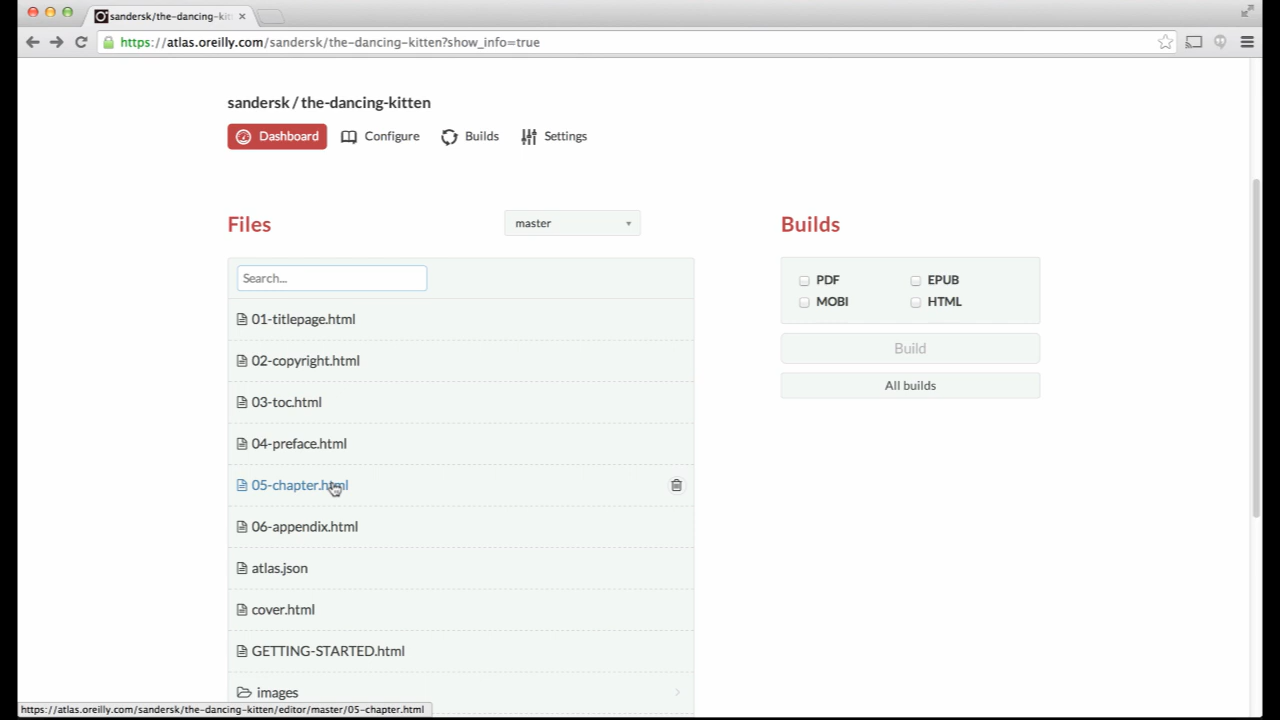 sandersk/the-dancing-kit
https://atlas.oreilly.com/sandersk/the-dancing-kitten?show_info=true
sandersk / the-dancing-kitten
Dashboard Configure Builds Settings
Files master Builds
Search...
PDF EPUB
MOBI HTML
01-titlepage.html
Build
02-copyright.html
All builds
03-toc.html
04-preface.html
05-chapter.html
06-appendix.html
atlas.json
cover.html
GETTING-STARTED.html
images
https://atlas.oreilly.com/sandersk/the-dancing-kitten/editor/master/05-chapter.html